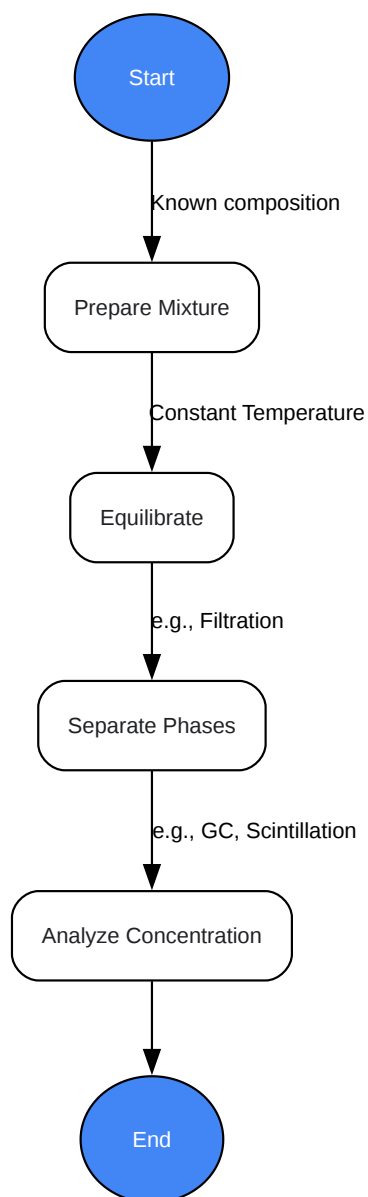 Start
Known composition
Prepare Mixture
Constant Temperature
Equilibrate
e.g., Filtration
Separate Phases
e.g., GC, Scintillation
Analyze Concentration
End